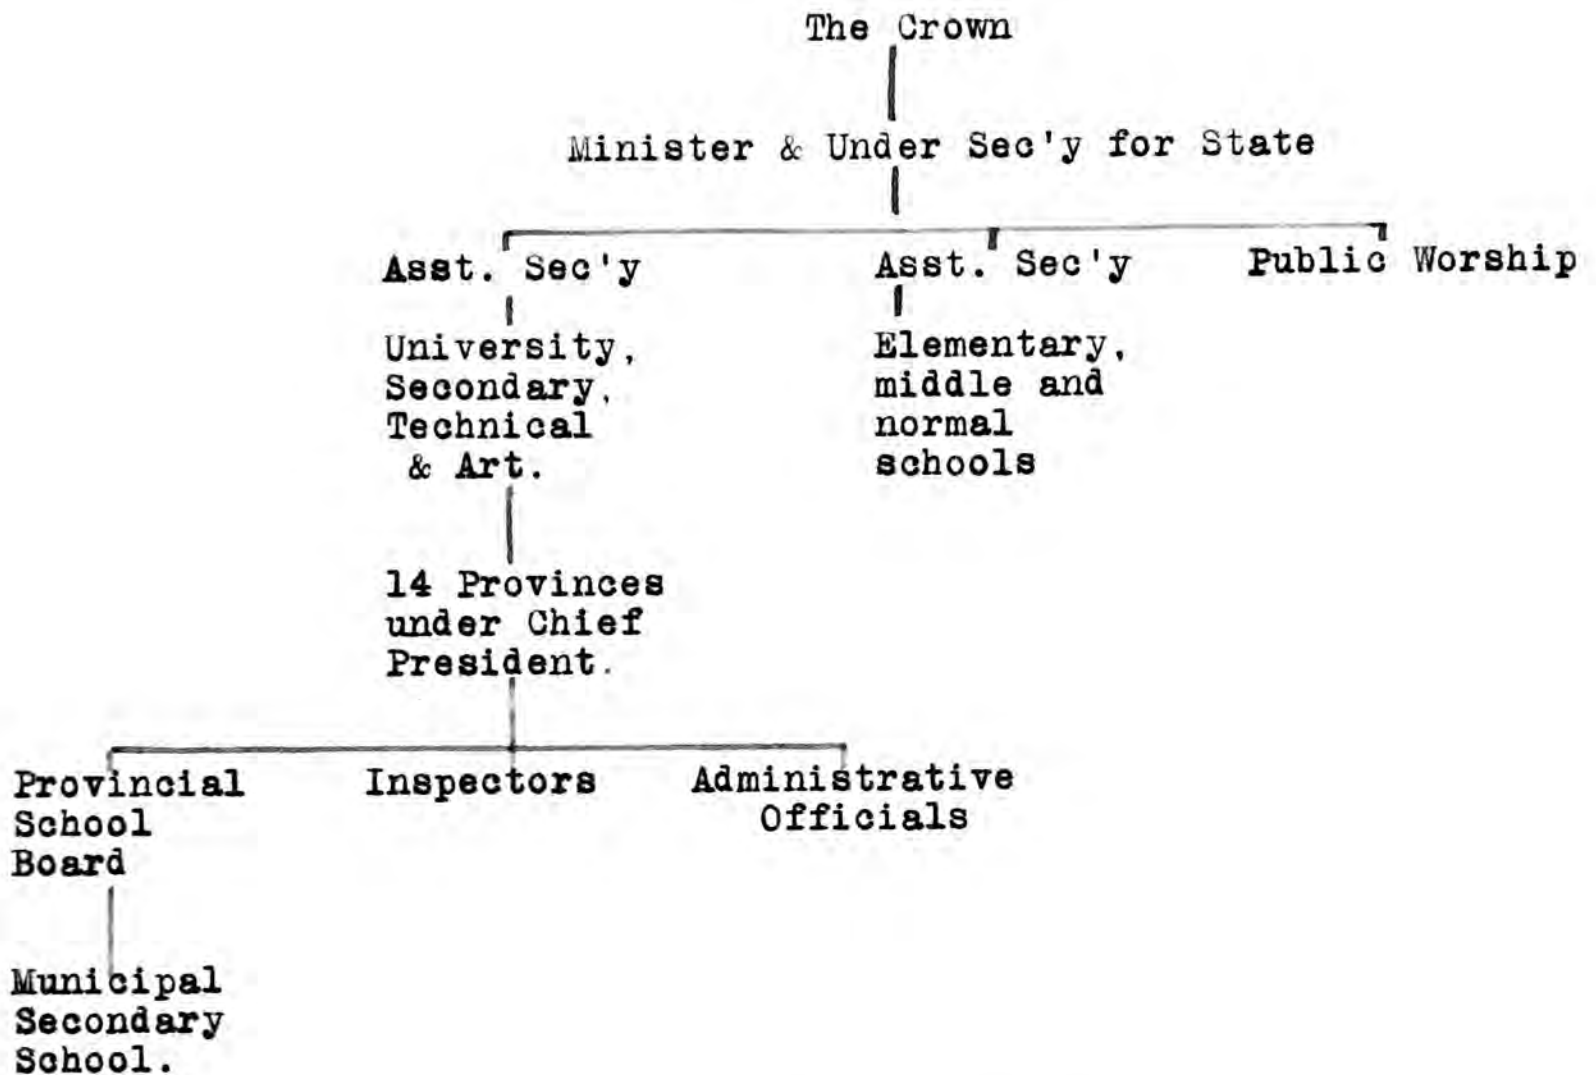 The Crown
Minister & Under Sec'y for State
Asst. Sec'y
Asst. Sec'y
Public Worship
University,
Secondary,
Technical
& Art.
Elementary,
middle and
normal
schools
14 Provinces
under Chief
President.
Provincial
School
Board
Inspectors
Administrative
Officials
Municipal
Secondary
School.